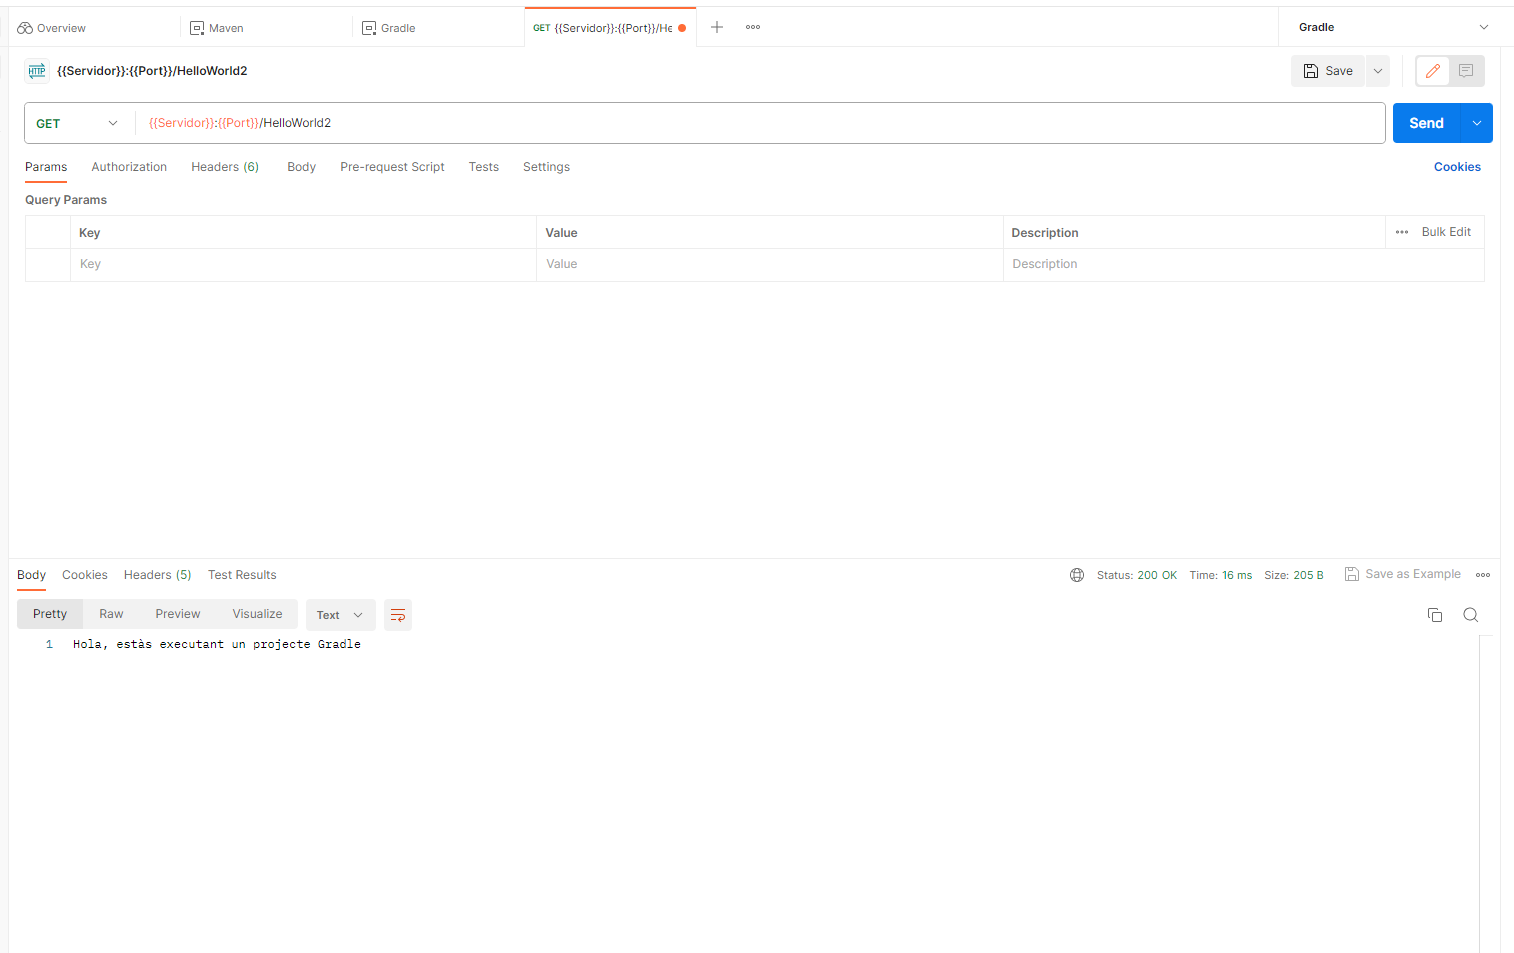 Overview Maven Gradle GET {{Servidor}}:{{Port}}/He Gradle
HTTP {{Servidor}}:{{Port}}/HelloWorld2 Save
GET {{Servidor}}:{{Port}}/HelloWorld2 Send
Params Authorization Headers (6) Body Pre-request Script Tests Settings Cookies
Query Params
Key Value Description Bulk Edit
Key Value Description
Body Cookies Headers (5) Test Results Status: 200 OK Time: 16 ms Size: 205 B Save as Example
Pretty Raw Preview Visualize Text
1 Hola, estàs executant un projecte Gradle